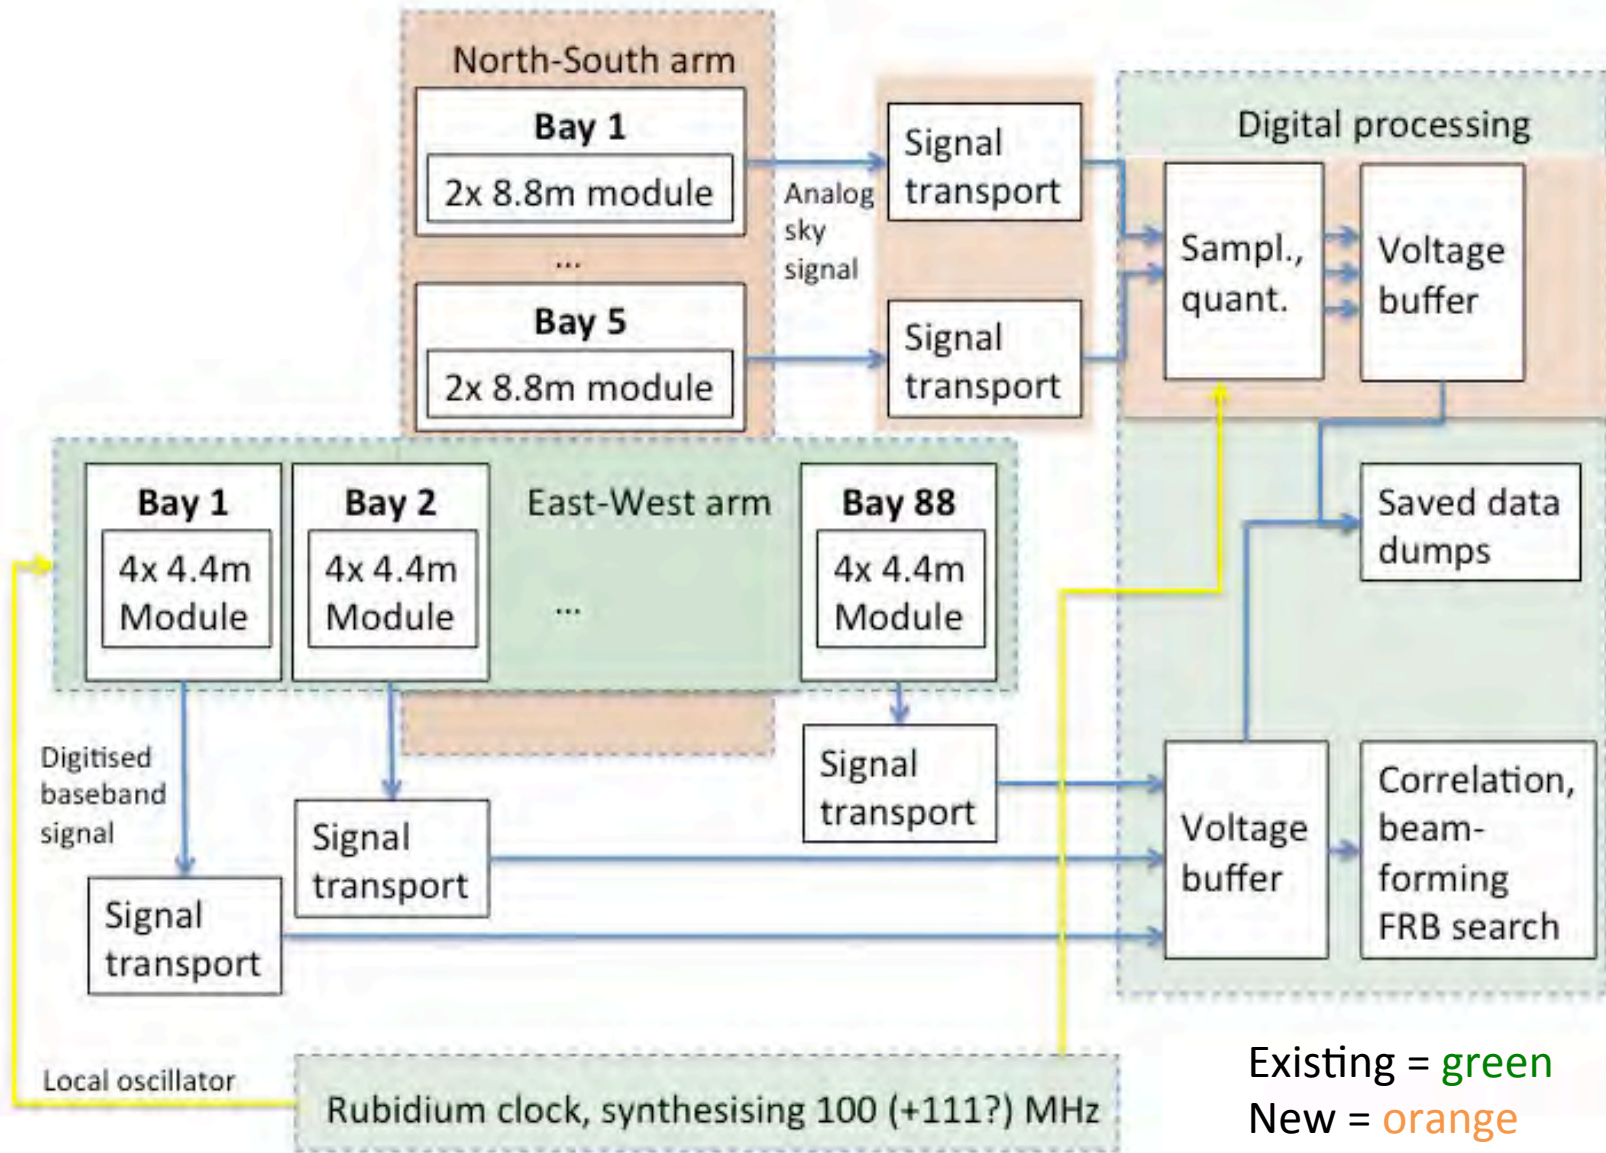 North-South arm
Bay 1
2x 8.8m module
...
Bay 5
2x 8.8m module
Analog
sky
signal
Signal
transport
Signal
transport
Digital processing
Sampl.,
quant.
Voltage
buffer
Saved data
dumps
Bay 1
4x 4.4m
Module
Bay 2
4x 4.4m
Module
East-West arm
...
Bay 88
4x 4.4m
Module
Digitised
baseband
signal
Signal
transport
Signal
transport
Signal
transport
Voltage
buffer
Correlation,
beam-
forming
FRB search
Local oscillator
Rubidium clock, synthesising 100 (+111?) MHz
Existing = green
New = orange